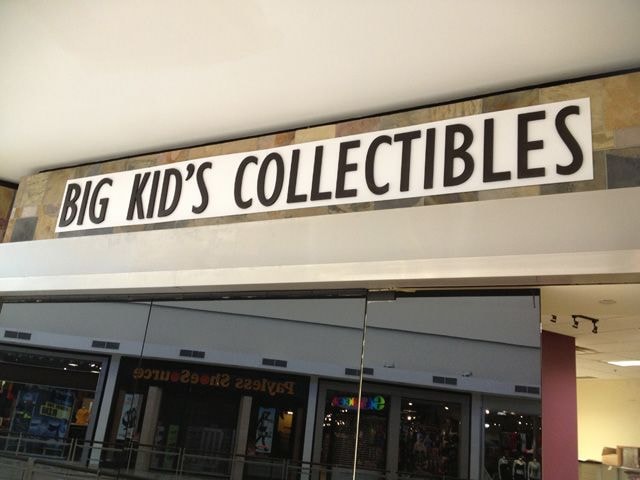 BIG KID'S COLLECTIBLES
Payless ShoeSource